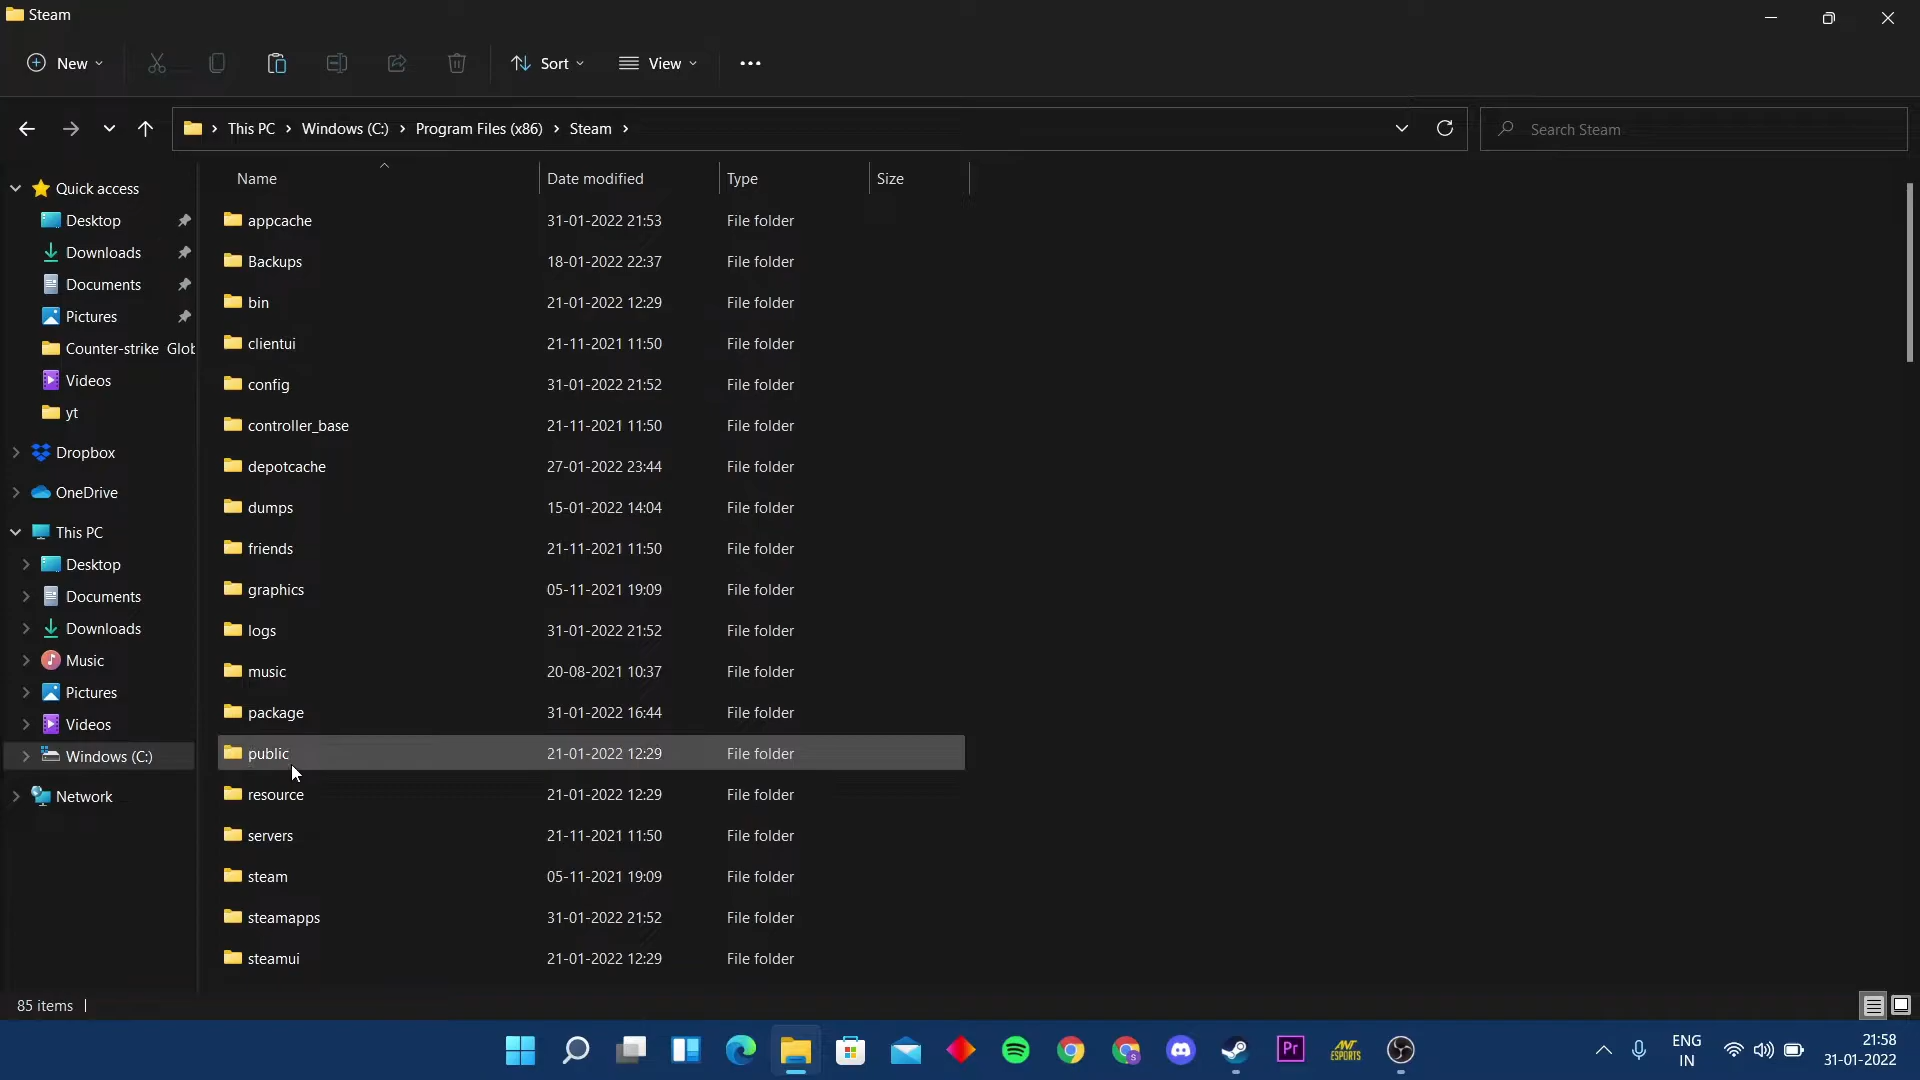 Steam
New
Sort
View
This PC
Windows (C:)
Program Files (x86)
Steam
Search Steam
Quick access
Desktop
Downloads
Documents
Pictures
Counter-strike Glob
Videos
yt
Dropbox
OneDrive
This PC
Desktop
Documents
Downloads
Music
Pictures
Videos
Windows (C:)
Network
Name Date modified Type Size
appcache 31-01-2022 21:53 File folder
Backups 18-01-2022 22:37 File folder
bin 21-01-2022 12:29 File folder
clientui 21-11-2021 11:50 File folder
config 31-01-2022 21:52 File folder
controller_base 21-11-2021 11:50 File folder
depotcache 27-01-2022 23:44 File folder
dumps 15-01-2022 14:04 File folder
friends 21-11-2021 11:50 File folder
graphics 05-11-2021 19:09 File folder
logs 31-01-2022 21:52 File folder
music 20-08-2021 10:37 File folder
package 31-01-2022 16:44 File folder
public 21-01-2022 12:29 File folder
resource 21-01-2022 12:29 File folder
servers 21-11-2021 11:50 File folder
steam 05-11-2021 19:09 File folder
steamapps 31-01-2022 21:52 File folder
steamui 21-01-2022 12:29 File folder
85 items
S
Pr
ANT
ESPORTS
ENG
IN
21:58
31-01-2022